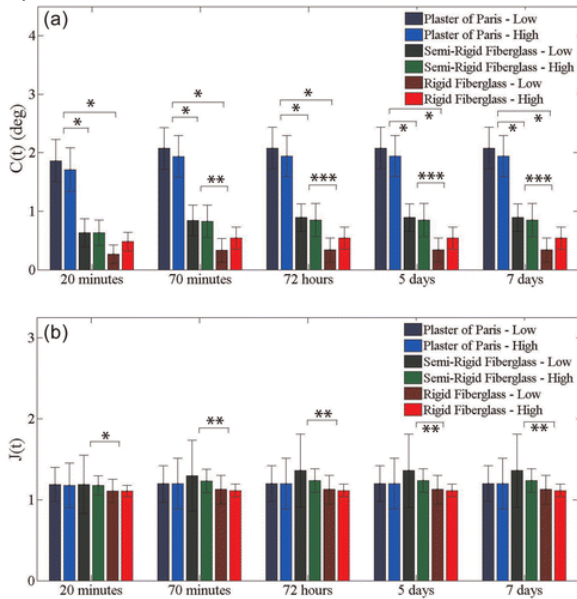 (a)
Plaster of Paris - Low
Plaster of Paris - High
Semi-Rigid Fiberglass - Low
Semi-Rigid Fiberglass - High
Rigid Fiberglass - Low
Rigid Fiberglass - High
C(t) (deg)
4
3
2
1
0
* *
* * ** 
* * ***
* * ***
* * ***
20 minutes 70 minutes 72 hours 5 days 7 days
(b)
Plaster of Paris - Low
Plaster of Paris - High
Semi-Rigid Fiberglass - Low
Semi-Rigid Fiberglass - High
Rigid Fiberglass - Low
Rigid Fiberglass - High
J(t)
3
2
1
0
* ** ** ** **
20 minutes 70 minutes 72 hours 5 days 7 days